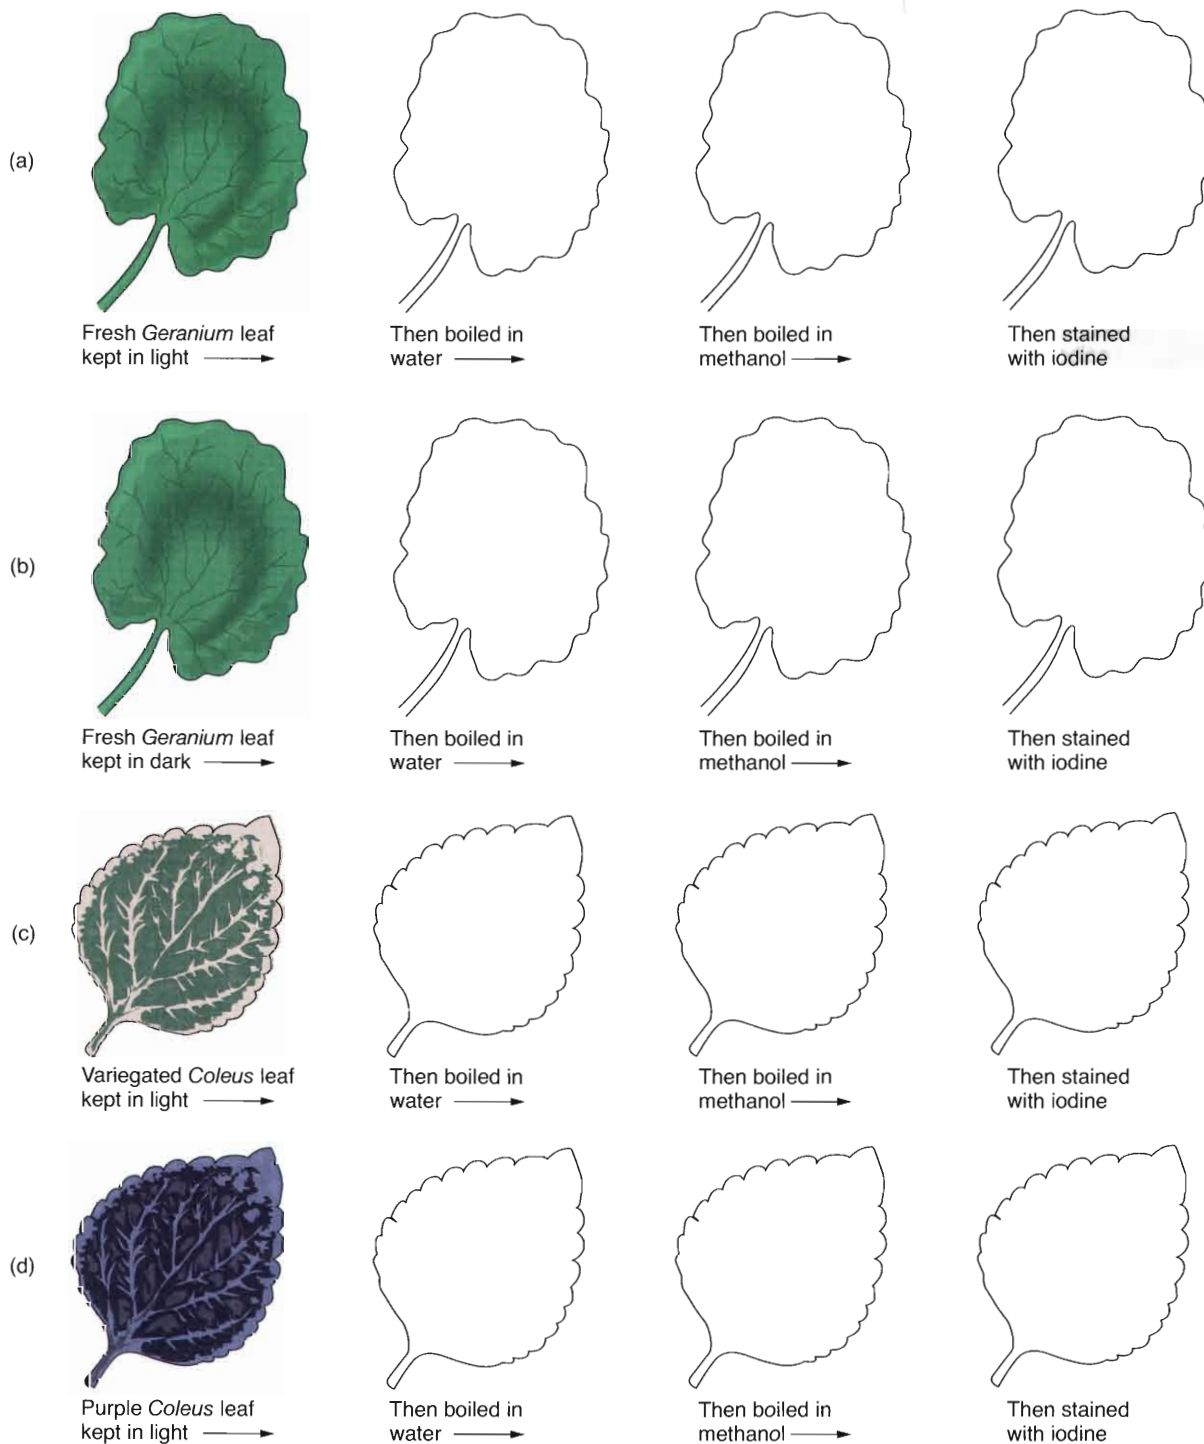 (a)
Fresh Geranium leaf
kept in light
Then boiled in
water
Then boiled in
methanol
Then stained
with iodine
(b)
Fresh Geranium leaf
kept in dark
Then boiled in
water
Then boiled in
methanol
Then stained
with iodine
(c)
Variegated Coleus leaf
kept in light
Then boiled in
water
Then boiled in
methanol
Then stained
with iodine
(d)
Purple Coleus leaf
kept in light
Then boiled in
water
Then boiled in
methanol
Then stained
with iodine